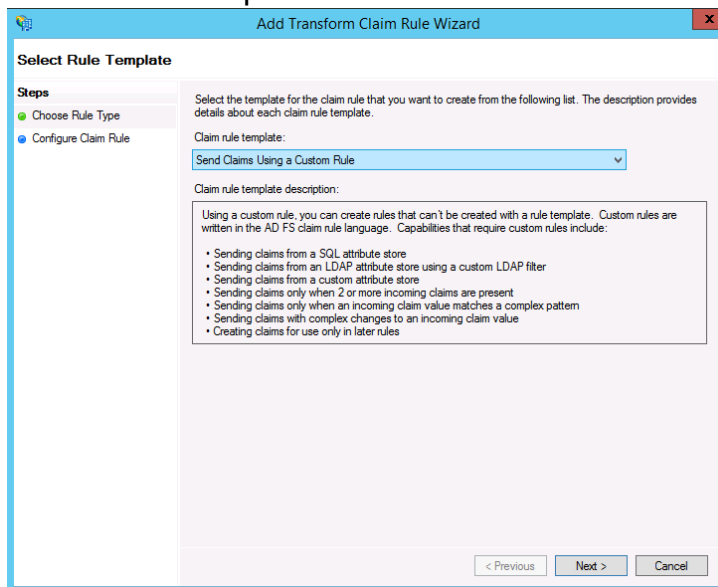 Add Transform Claim Rule Wizard
x
Select Rule Template
Steps
Choose Rule Type
Configure Claim Rule
Select the template for the claim rule that you want to create from the following list. The description provides
details about each claim rule template.
Claim rule template:
Send Claims Using a Custom Rule
Claim rule template description:
Using a custom rule, you can create rules that can't be created with a rule template. Custom rules are
written in the AD FS claim rule language. Capabilities that require custom rules include:
• Sending claims from a SQL attribute store
• Sending claims from an LDAP attribute store using a custom LDAP filter
• Sending claims from a custom attribute store
• Sending claims only when 2 or more incoming claims are present
• Sending claims only when an incoming claim value matches a complex pattern
• Sending claims with complex changes to an incoming claim value
• Creating claims for use only in later rules
< Previous
Next >
Cancel